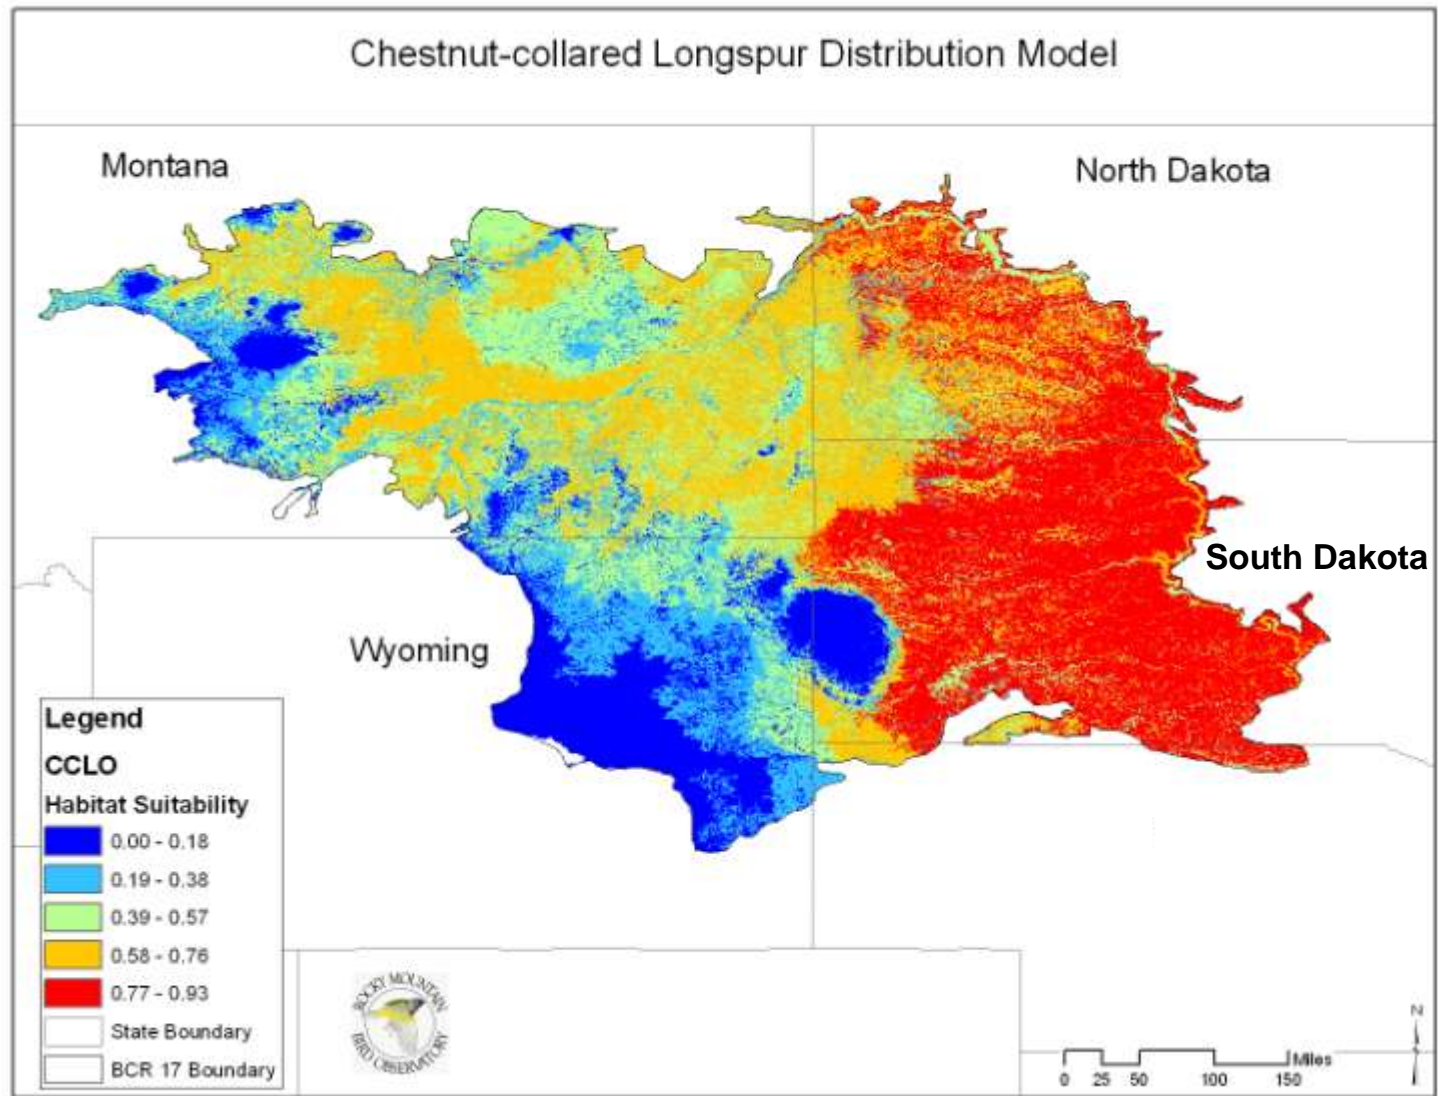 Chestnut-collared Longspur Distribution Model
Montana
North Dakota
South Dakota
Wyoming
Legend
CCLO
Habitat Suitability
0.00 - 0.18
0.19 - 0.38
0.39 - 0.57
0.58 - 0.76
0.77 - 0.93
State Boundary
BCR 17 Boundary
ROCKY MOUNTAIN
BIRD OBSERVATORY
N
Miles
0 25 50 100 150